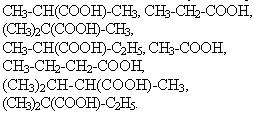 CH3-CH(COOH)-CH3, CH3-CH2-COOH,
(CH3)2C(COOH)-CH3,
CH3-CH(COOH)-C2H5, CH3-COOH,
CH3-CH2-CH2-COOH,
(CH3)2CH-CH(COOH)-CH3,
(CH3)2C(COOH)-C2H5.